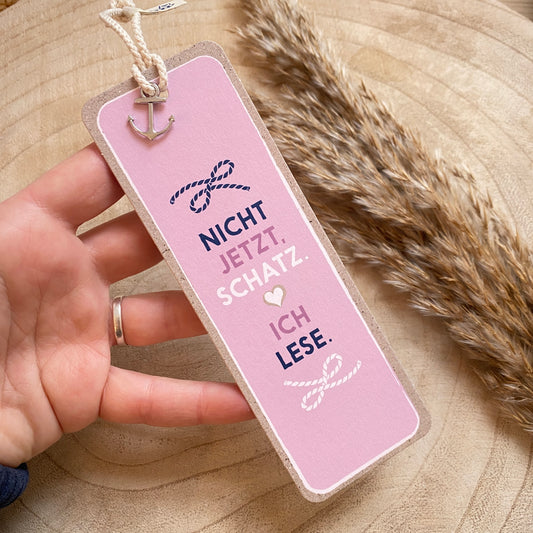 NICHT
JETZT,
SCHATZ.
ICH
LESE.